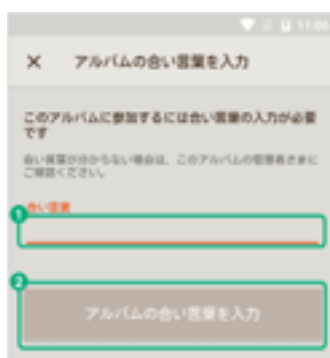 11:06
× アルバムの合い言葉を入力
このアルバムに参加するには合い言葉の入力が必要
です
合い言葉が分からない場合は、このアルバムの管理者さまに
ご確認ください。
1
合い言葉
2
アルバムの合い言葉を入力